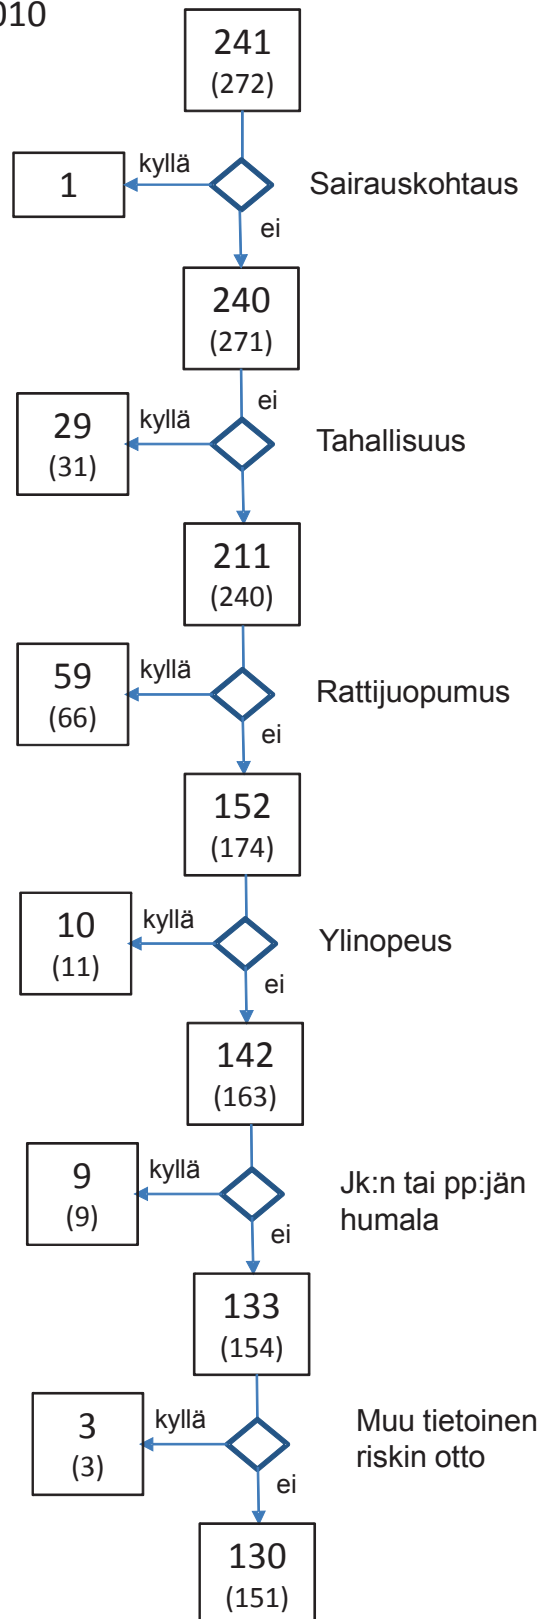 010
241
(272)
kyllä
1
Sairauskohtaus
ei
240
(271)
ei
kyllä
29
(31)
Tahallisuus
211
(240)
kyllä
59
(66)
Rattijuopumus
ei
152
(174)
kyllä
10
(11)
Ylinopeus
ei
142
(163)
kyllä
9
(9)
Jk:n tai pp:jän
humala
ei
133
(154)
kyllä
3
(3)
Muu tietoinen
riskin otto
ei
130
(151)